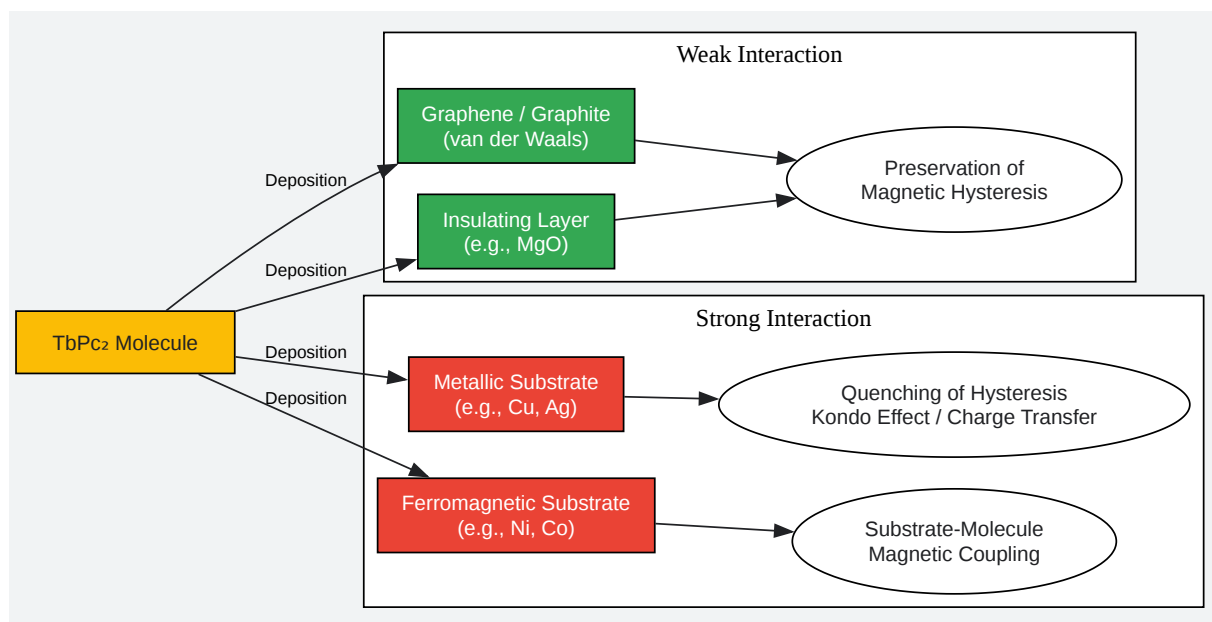 Weak Interaction
Graphene / Graphite
(van der Waals)
Preservation of
Magnetic Hysteresis
Deposition
Insulating Layer
(e.g., MgO)
Deposition
Strong Interaction
TbPc₂ Molecule
Deposition
Metallic Substrate
(e.g., Cu, Ag)
Quenching of Hysteresis
Kondo Effect / Charge Transfer
Deposition
Ferromagnetic Substrate
(e.g., Ni, Co)
Substrate-Molecule
Magnetic Coupling